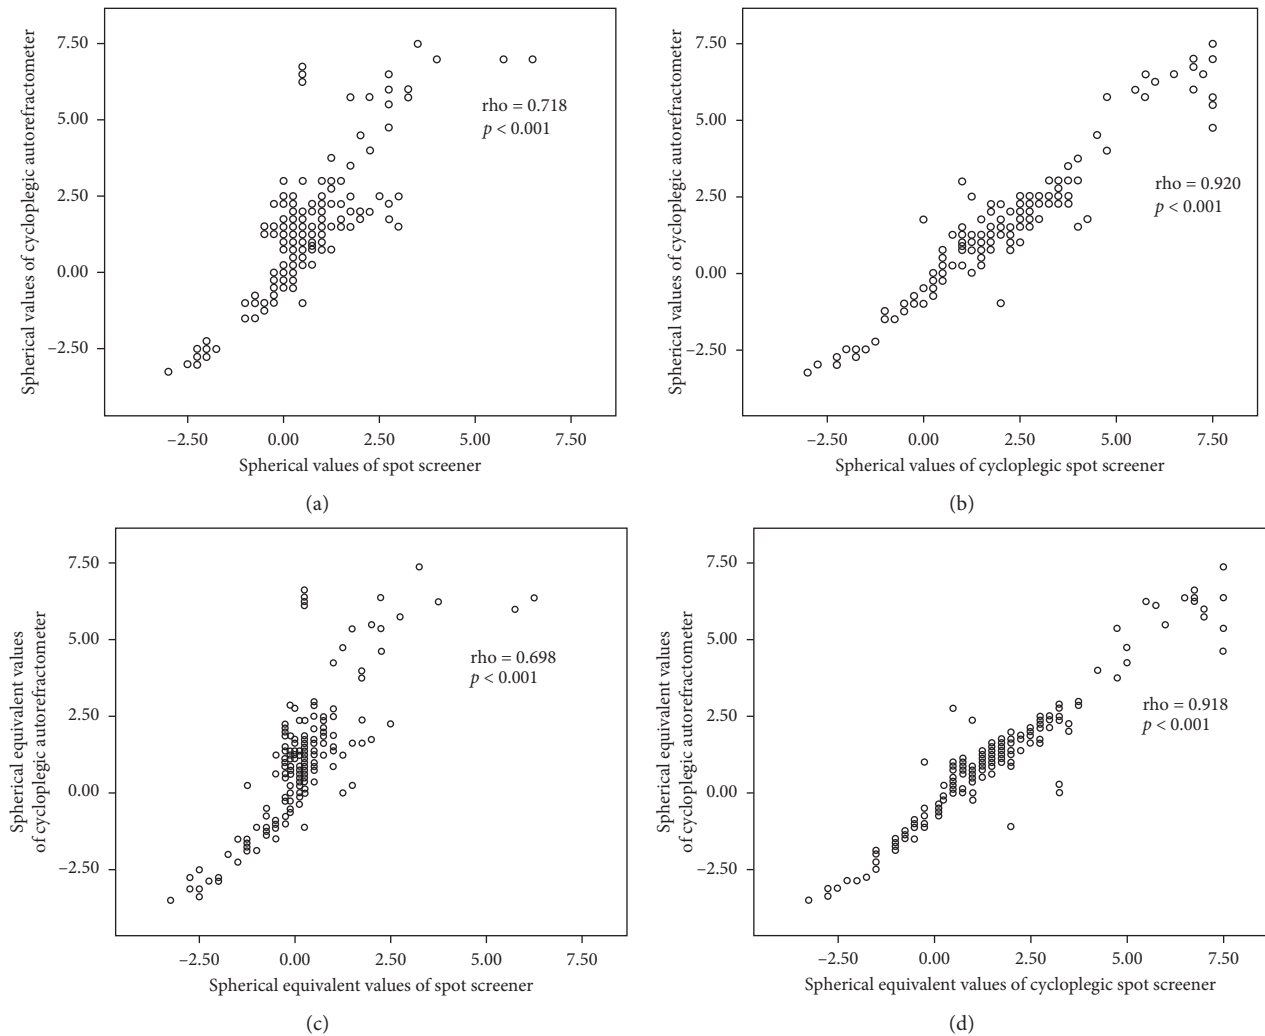 Spherical values of cycloplegic autorefractometer
7.50
5.00
2.50
0.00
−2.50
rho = 0.718
p < 0.001
−2.50 0.00 2.50 5.00 7.50
Spherical values of spot screener
(a)
Spherical values of cycloplegic autorefractometer
7.50
5.00
2.50
0.00
−2.50
rho = 0.920
p < 0.001
−2.50 0.00 2.50 5.00 7.50
Spherical values of cycloplegic spot screener
(b)
Spherical equivalent values
of cycloplegic autorefractometer
7.50
5.00
2.50
0.00
−2.50
rho = 0.698
p < 0.001
−2.50 0.00 2.50 5.00 7.50
Spherical equivalent values of spot screener
(c)
Spherical equivalent values
of cycloplegic autorefractometer
7.50
5.00
2.50
0.00
−2.50
rho = 0.918
p < 0.001
−2.50 0.00 2.50 5.00 7.50
Spherical equivalent values of cycloplegic spot screener
(d)